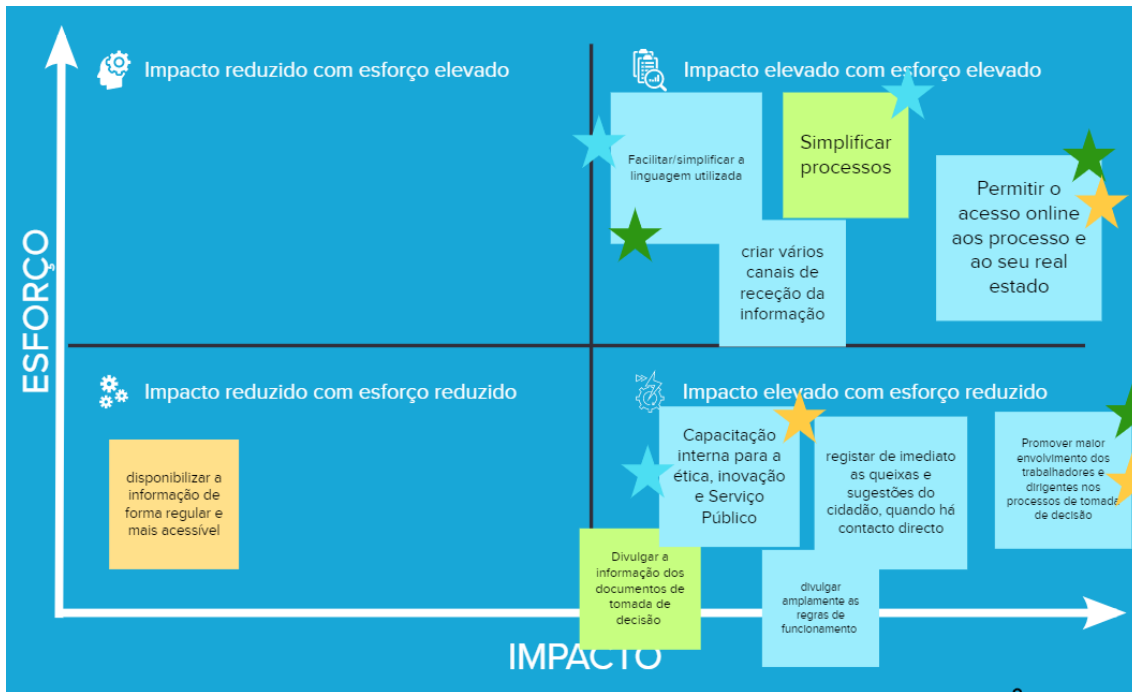 ESFORÇO
Impacto reduzido com esforço elevado
Impacto elevado com esforço elevado
Facilitar/simplificar a
linguagem utilizada
Simplificar
processos
criar vários
canais de
receção da
informação
Permitir o
acesso online
aos processo e
ao seu real
estado
Impacto reduzido com esforço reduzido
disponibilizar a
informação de
forma regular e
mais acessível
Impacto elevado com esforço reduzido
Capacitação
interna para a
ética, inovação
e Serviço
Público
registar de imediato
as queixas e
sugestões do
cidadão, quando há
contacto directo
Promover maior
envolvimento dos
trabalhadores e
dirigentes nos
processos de tomada
de decisão
Divulgar a
informação dos
documentos de
tomada de
decisão
divulgar
amplamente as
regras de
funcionamento
IMPACTO